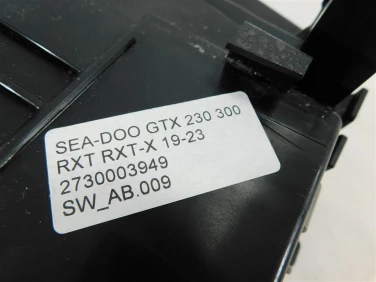 SEA-DOO GTX 230 300
RXT RXT-X 19-23
2730003949
SW_AB.009